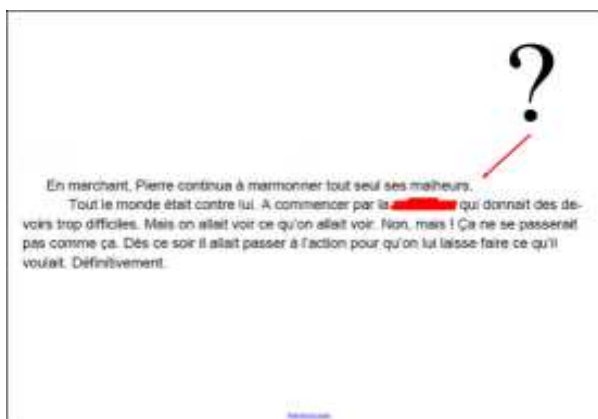 ?
En marchant, Pierre continua à marmonner tout seul ses malheurs.
Tout le monde était contre lui. A commencer par la qui donnait des de-
voirs trop difficiles. Mais on allait voir ce qu'on allait voir. Non, mais ! Ça ne se passerait
pas comme ça. Dès ce soir il allait passer à l'action pour qu'on lui laisse faire ce qu'il
voulait. Définitivement.